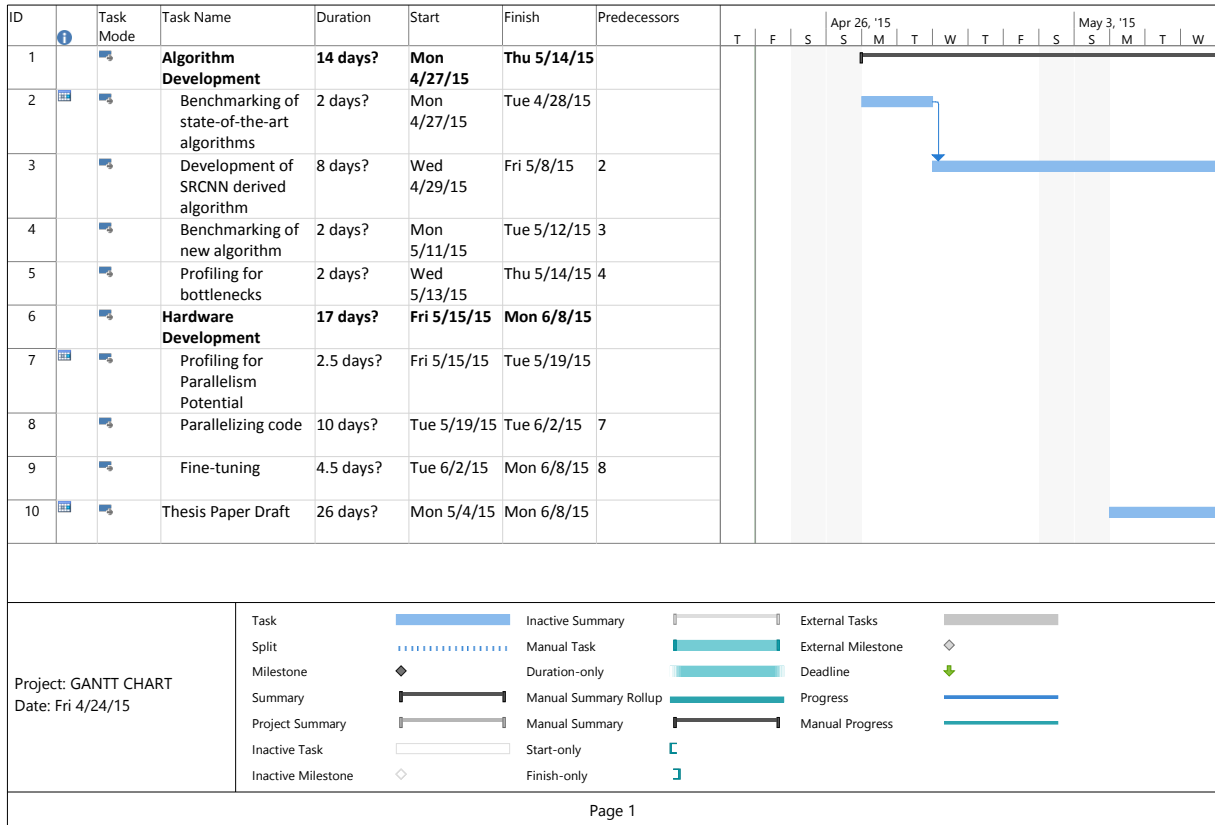 ID Task Mode Task Name Duration Start Finish Predecessors
Apr 26, '15 May 3, '15
T F S S M T W T F S S M T W
1 Algorithm Development 14 days? Mon 4/27/15 Thu 5/14/15
2 Benchmarking of state-of-the-art algorithms 2 days? Mon 4/27/15 Tue 4/28/15
3 Development of SRCNN derived algorithm 8 days? Wed 4/29/15 Fri 5/8/15 2
4 Benchmarking of new algorithm 2 days? Mon 5/11/15 Tue 5/12/15 3
5 Profiling for bottlenecks 2 days? Wed 5/13/15 Thu 5/14/15 4
6 Hardware Development 17 days? Fri 5/15/15 Mon 6/8/15
7 Profiling for Parallelism Potential 2.5 days? Fri 5/15/15 Tue 5/19/15
8 Parallelizing code 10 days? Tue 5/19/15 Tue 6/2/15 7
9 Fine-tuning 4.5 days? Tue 6/2/15 Mon 6/8/15 8
10 Thesis Paper Draft 26 days? Mon 5/4/15 Mon 6/8/15
Project: GANTT CHART
Date: Fri 4/24/15
Task
Split
Milestone
Summary
Project Summary
Inactive Task
Inactive Milestone
Inactive Summary
Manual Task
Duration-only
Manual Summary Rollup
Manual Summary
Start-only
Finish-only
External Tasks
External Milestone
Deadline
Progress
Manual Progress
Page 1